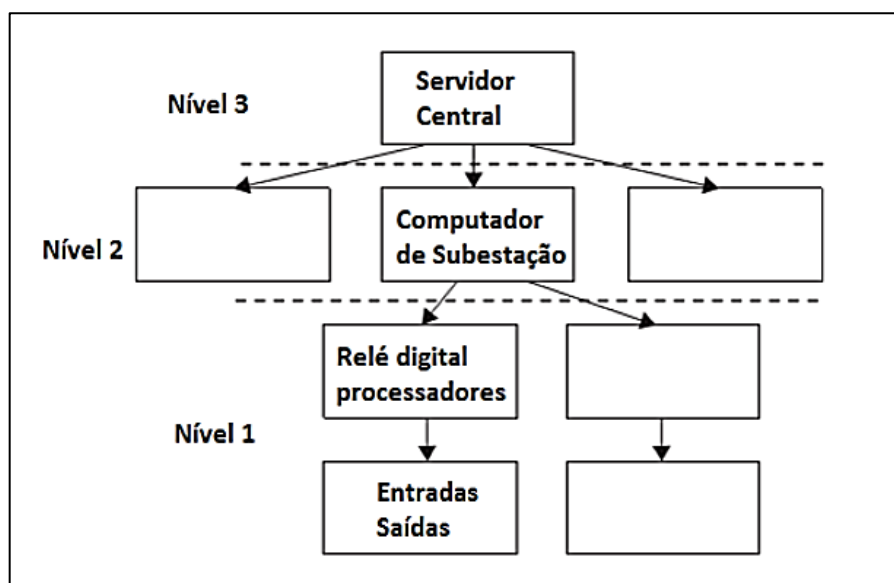 Nível 3
Servidor
Central
Nível 2
Computador
de Subestação
Nível 1
Relé digital
processadores
Entradas
Saídas